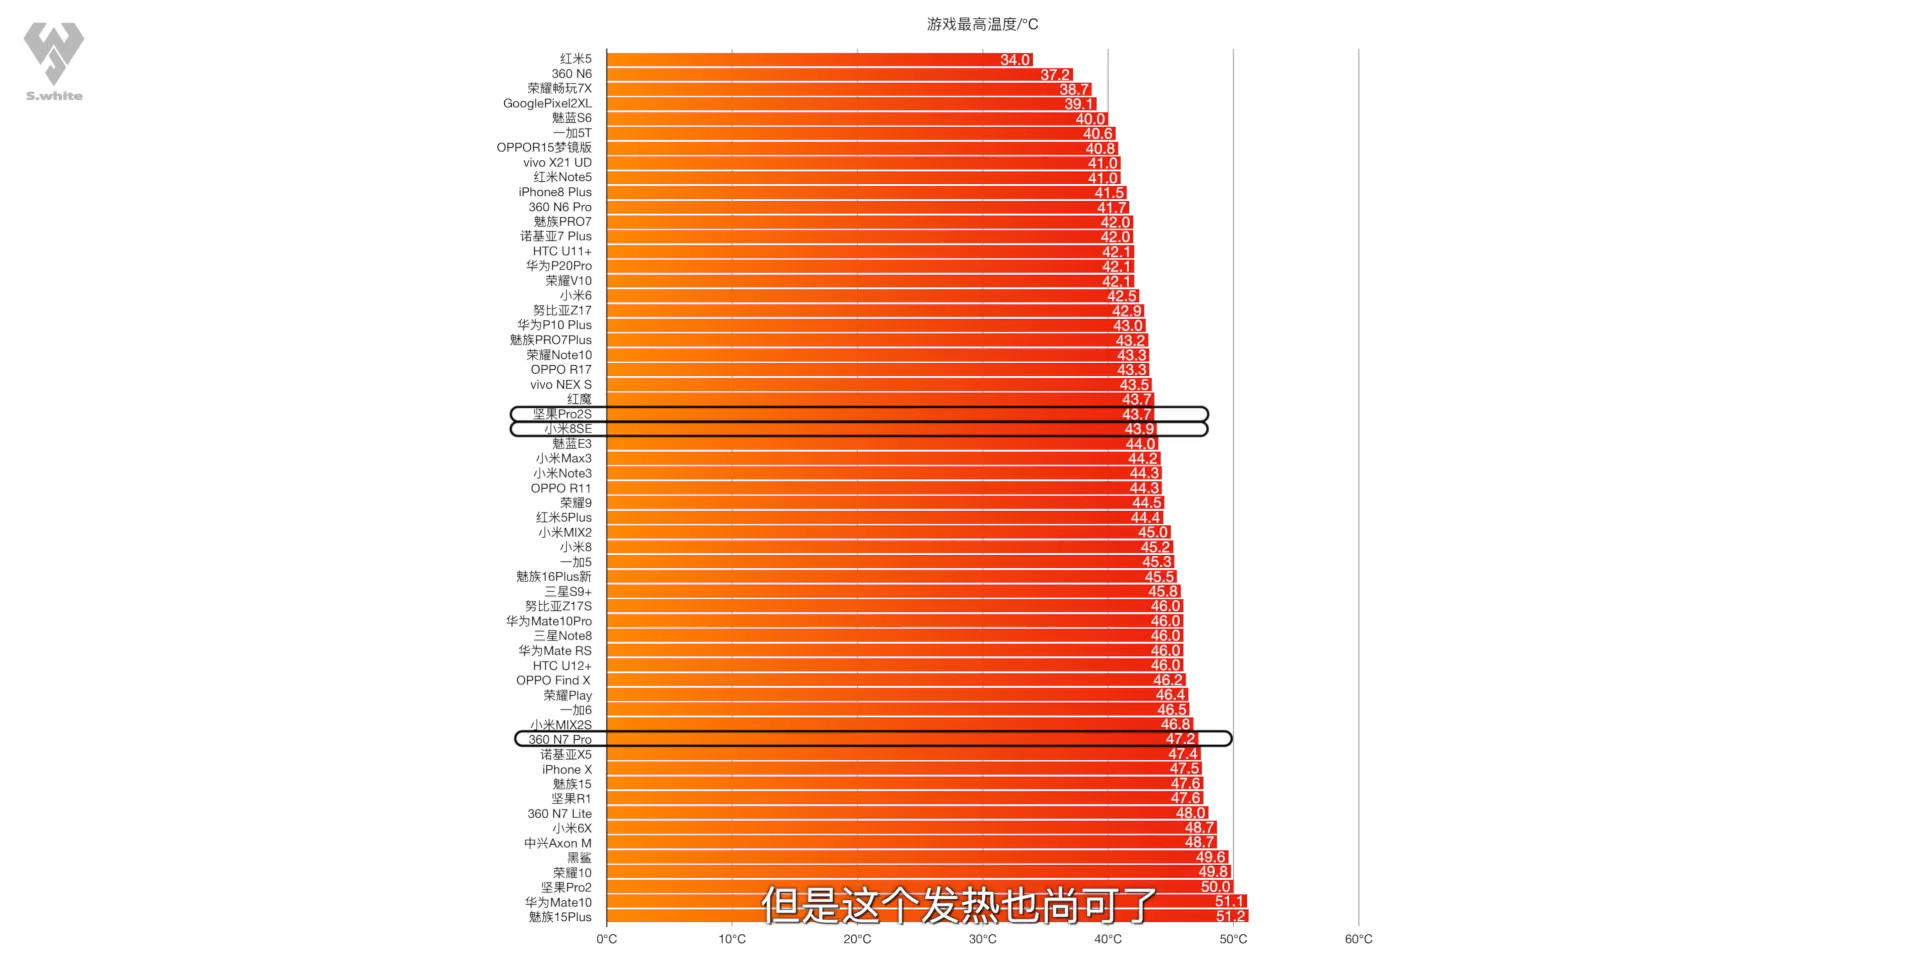 游戏最高温度/°C
S.white
红米5 34.0
360 N6 37.2
荣耀畅玩7X 38.7
GooglePixel2XL 39.1
魅蓝S6 40.0
一加5T 40.6
OPPOR15梦镜版 40.8
vivo X21 UD 41.0
红米Note5 41.0
iPhone8 Plus 41.5
360 N6 Pro 41.7
魅族PRO7 42.0
诺基亚7 Plus 42.0
HTC U11+ 42.1
华为P20Pro 42.1
荣耀V10 42.1
小米6 42.5
努比亚Z17 42.9
华为P10 Plus 43.0
魅族PRO7Plus 43.2
荣耀Note10 43.3
OPPO R17 43.3
vivo NEX S 43.5
红魔 43.7
坚果Pro2S 43.7
小米8SE 43.9
魅蓝E3 44.0
小米Max3 44.2
小米Note3 44.3
OPPO R11 44.3
荣耀9 44.5
红米5Plus 44.4
小米MIX2 45.0
小米8 45.2
一加5 45.3
魅族16Plus新 45.5
三星S9+ 45.8
努比亚Z17S 46.0
华为Mate10Pro 46.0
三星Note8 46.0
华为Mate RS 46.0
HTC U12+ 46.0
OPPO Find X 46.2
荣耀Play 46.4
一加6 46.5
小米MIX2S 46.8
360 N7 Pro 47.2
诺基亚X5 47.4
iPhone X 47.5
魅族15 47.6
坚果R1 47.6
360 N7 Lite 48.0
小米6X 48.7
中兴Axon M 48.7
黑鲨 49.6
荣耀10 49.8
坚果Pro2 50.0
华为Mate10 51.1
魅族15Plus 51.2
但是这个发热也尚可了
0°C 10°C 20°C 30°C 40°C 50°C 60°C